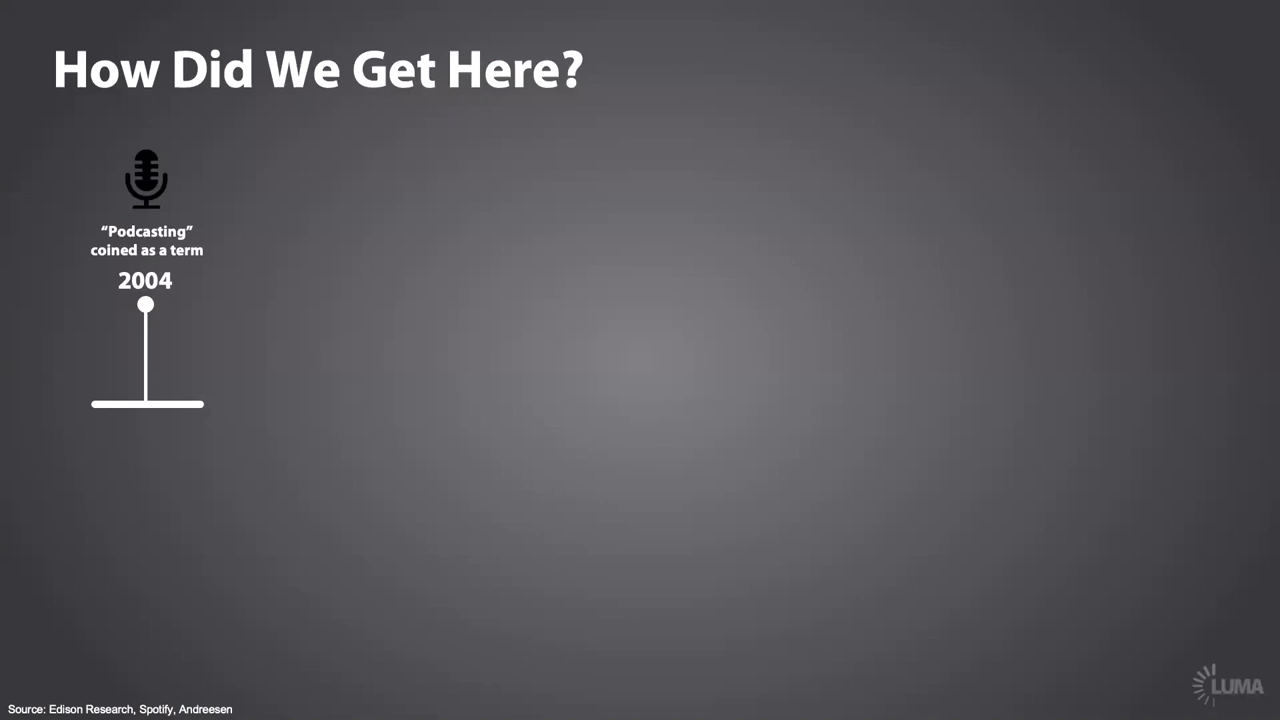 How Did We Get Here?
“Podcasting”
coined as a term
2004
LUMA
Source: Edison Research, Spotify, Andreesen